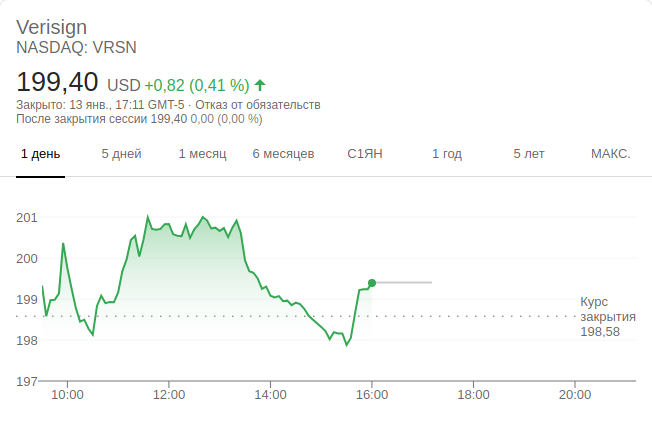 Verisign
NASDAQ: VRSN
199,40 USD +0,82 (0,41 %)
Закрыто: 13 янв., 17:11 GMT-5 · Отказ от обязательств
После закрытия сессии 199,40 0,00 (0,00 %)
1 день 5 дней 1 месяц 6 месяцев С1ЯН 1 год 5 лет МАКС.
201
200
199
198
197
Курс
закрытия
198,58
10:00 12:00 14:00 16:00 18:00 20:00